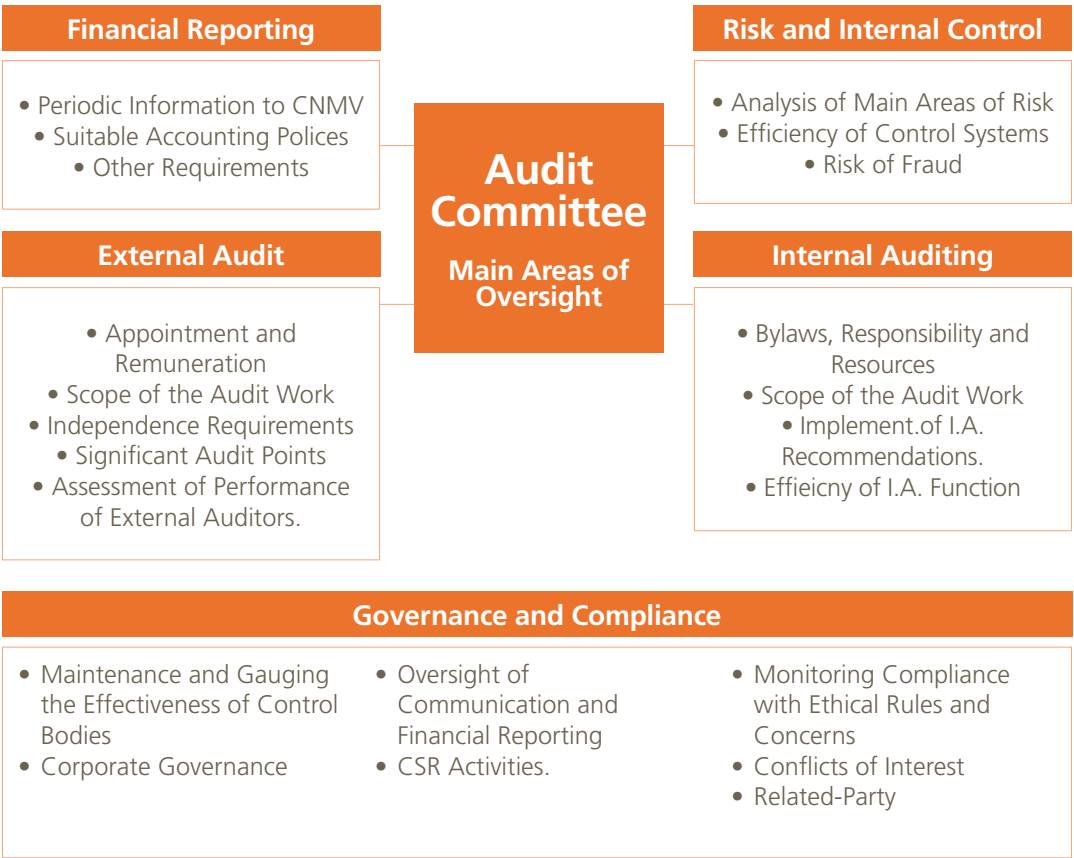 Financial Reporting
• Periodic Information to CNMV
• Suitable Accounting Polices
• Other Requirements
Risk and Internal Control
• Analysis of Main Areas of Risk
• Efficiency of Control Systems
• Risk of Fraud
Audit
Committee
Main Areas of
Oversight
External Audit
• Appointment and
Remuneration
• Scope of the Audit Work
• Independence Requirements
• Significant Audit Points
• Assessment of Performance
of External Auditors.
Internal Auditing
• Bylaws, Responsibility and
Resources
• Scope of the Audit Work
• Implement.of I.A.
Recommendations.
• Effieicny of I.A. Function
Governance and Compliance
• Maintenance and Gauging
the Effectiveness of Control
Bodies
• Corporate Governance
• Oversight of
Communication and
Financial Reporting
• CSR Activities.
• Monitoring Compliance
with Ethical Rules and
Concerns
• Conflicts of Interest
• Related-Party